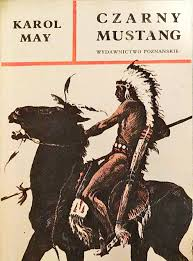 KAROL
MAY
CZARNY
MUSTANG
WYDAWNICTWO POZNAŃSKIE